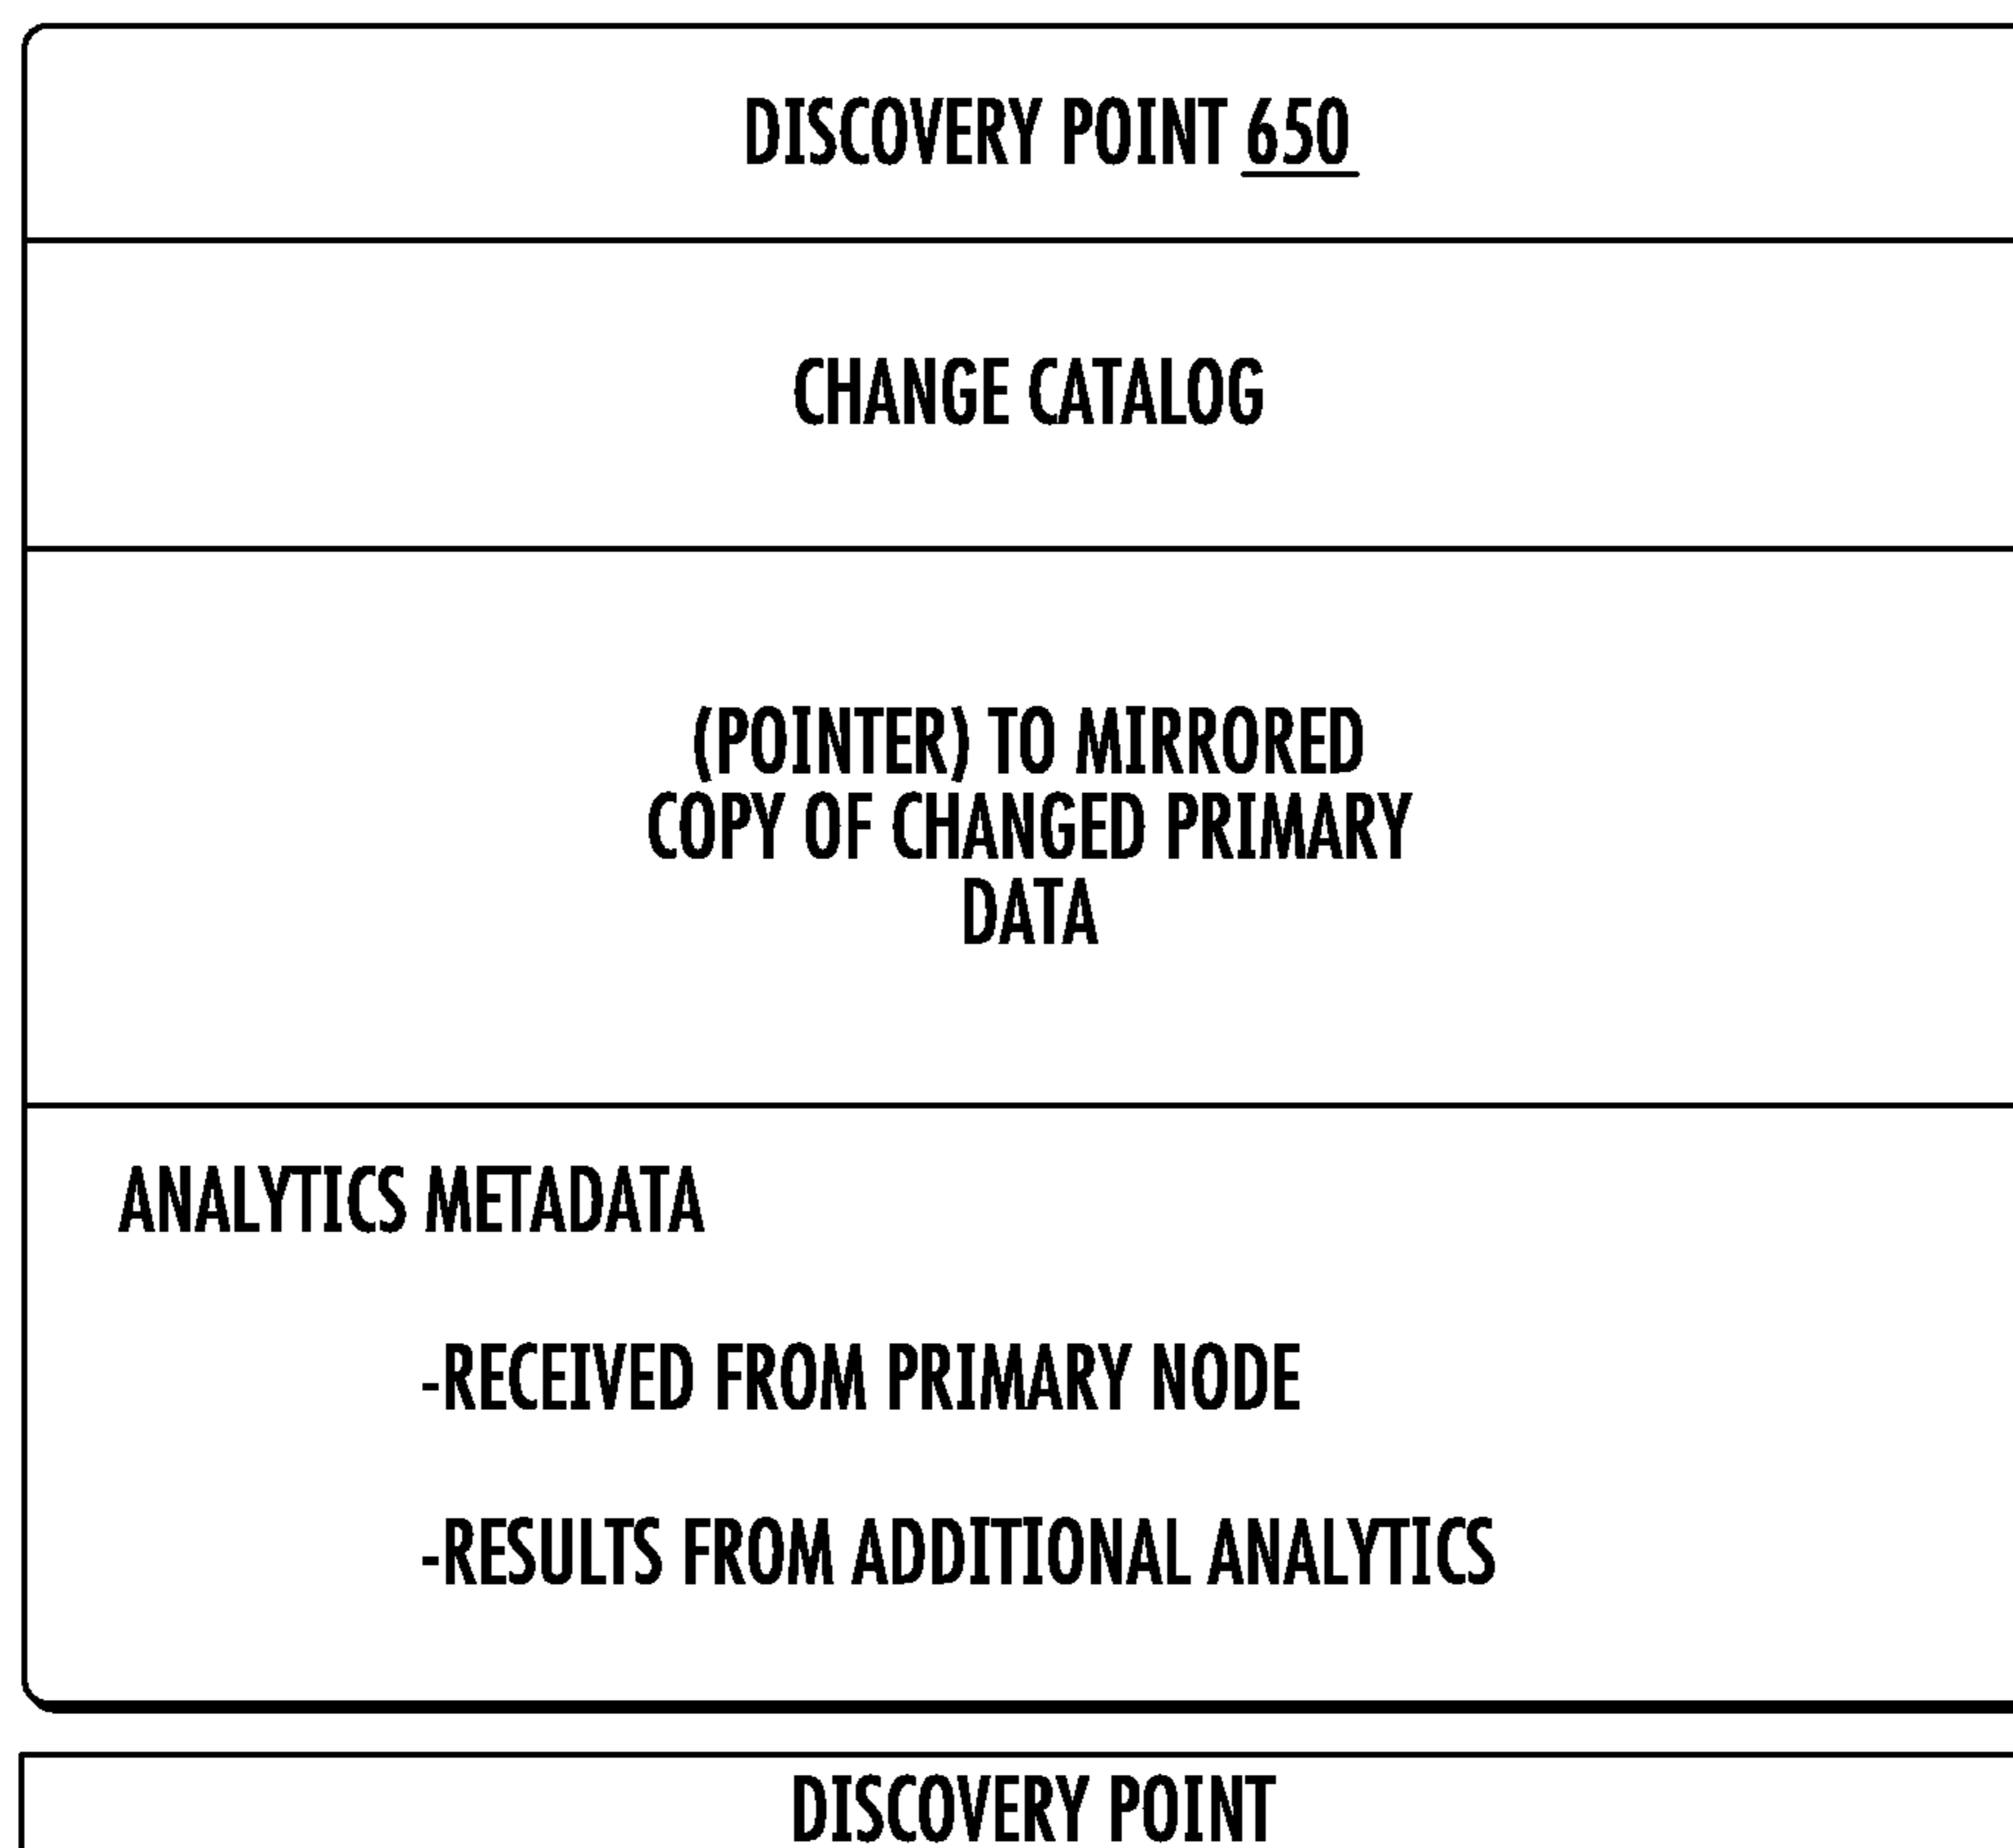 DISCOVERY POINT 650
CHANGE CATALOG
(POINTER) TO MIRRORED
COPY OF CHANGED PRIMARY
DATA
ANALYTICS METADATA
-RECEIVED FROM PRIMARY NODE
-RESULTS FROM ADDITIONAL ANALYTICS
DISCOVERY POINT